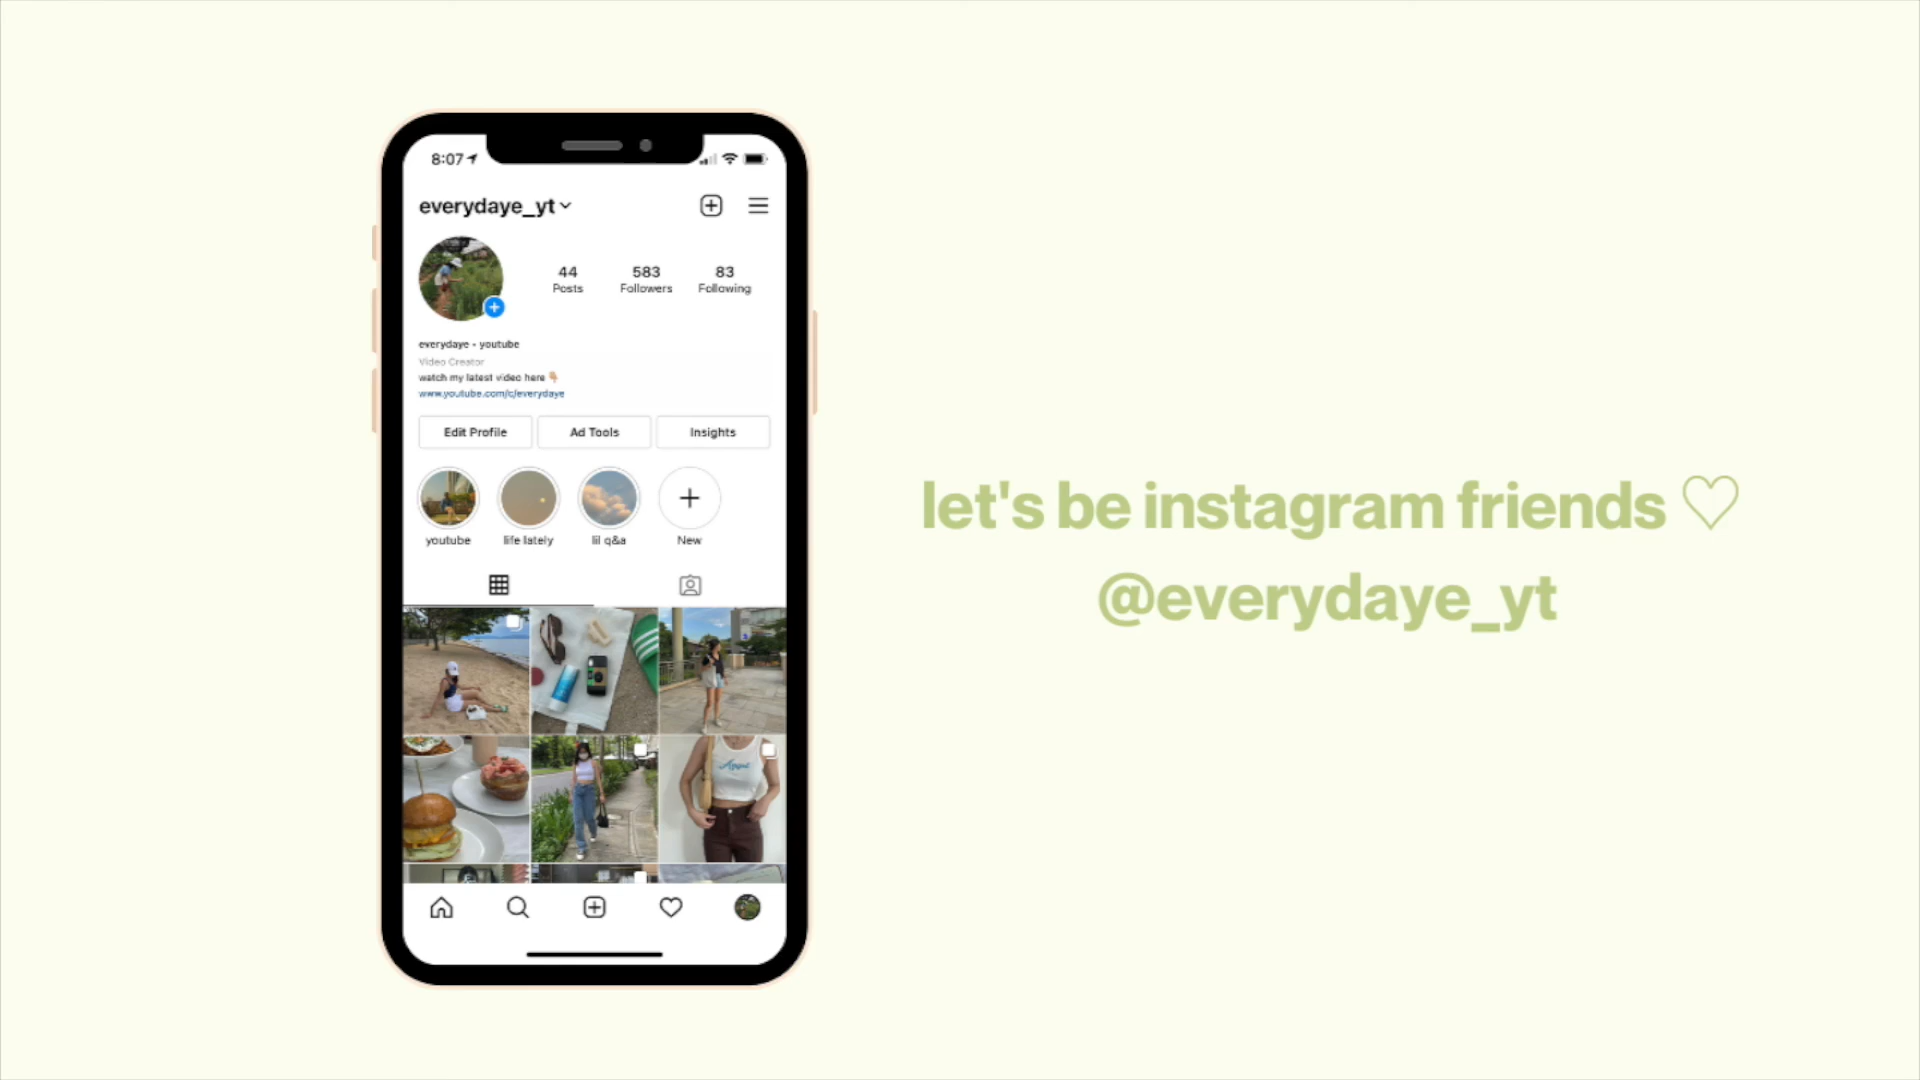 8:07
everydaye_yt
44
Posts
583
Followers
83
Following
everydaye • youtube
Video Creator
watch my latest video here 👇🏼
www.youtube.com/c/everydaye
Edit Profile
Ad Tools
Insights
youtube
life lately
lil q&a
New
let's be instagram friends ♡
@everydaye_yt